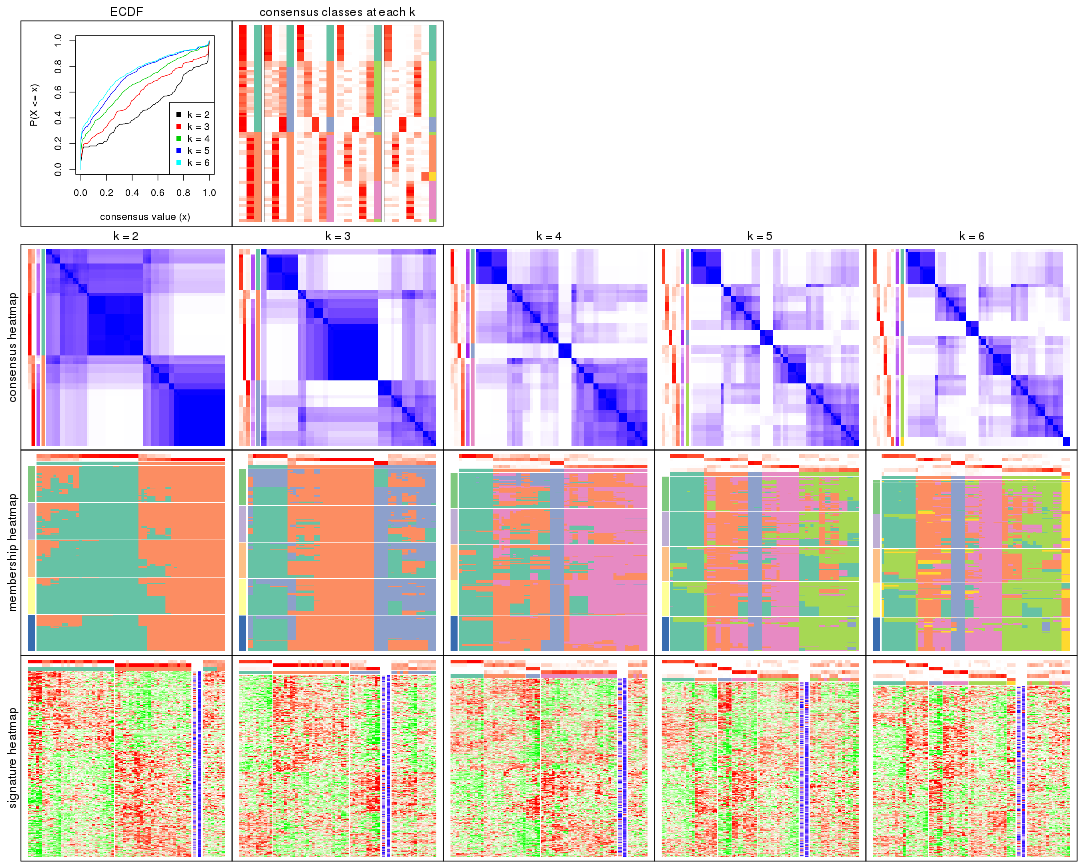 ECDF
consensus classes at each k
P(X <= x)
1.0
0.8
0.6
0.4
0.2
0.0
k = 2
k = 3
k = 4
k = 5
k = 6
0.0 0.2 0.4 0.6 0.8 1.0
consensus value (x)
k = 2
k = 3
k = 4
k = 5
k = 6
consensus heatmap
membership heatmap
signature heatmap